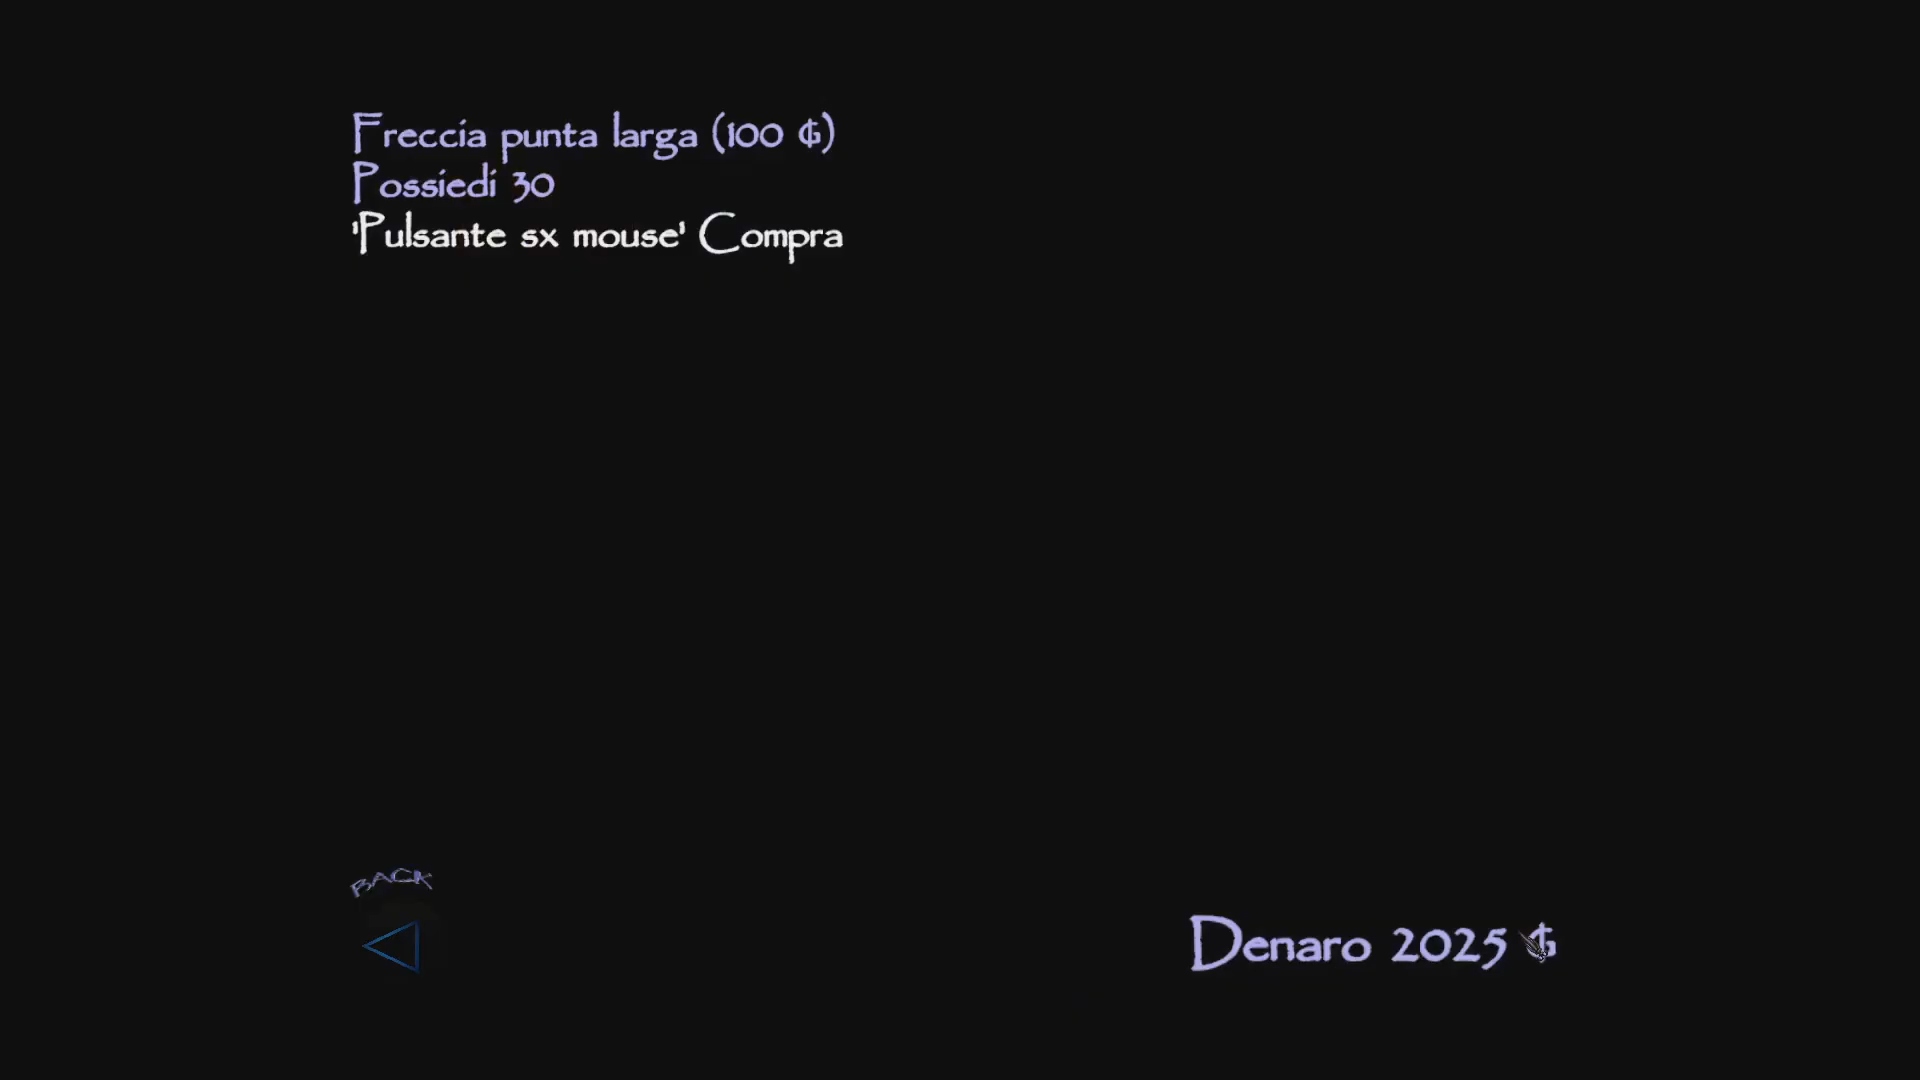 Freccia punta larga (100 ₲)
Possiedi 30
'Pulsante sx mouse' Compra
BACK
Denaro 2025 ₲